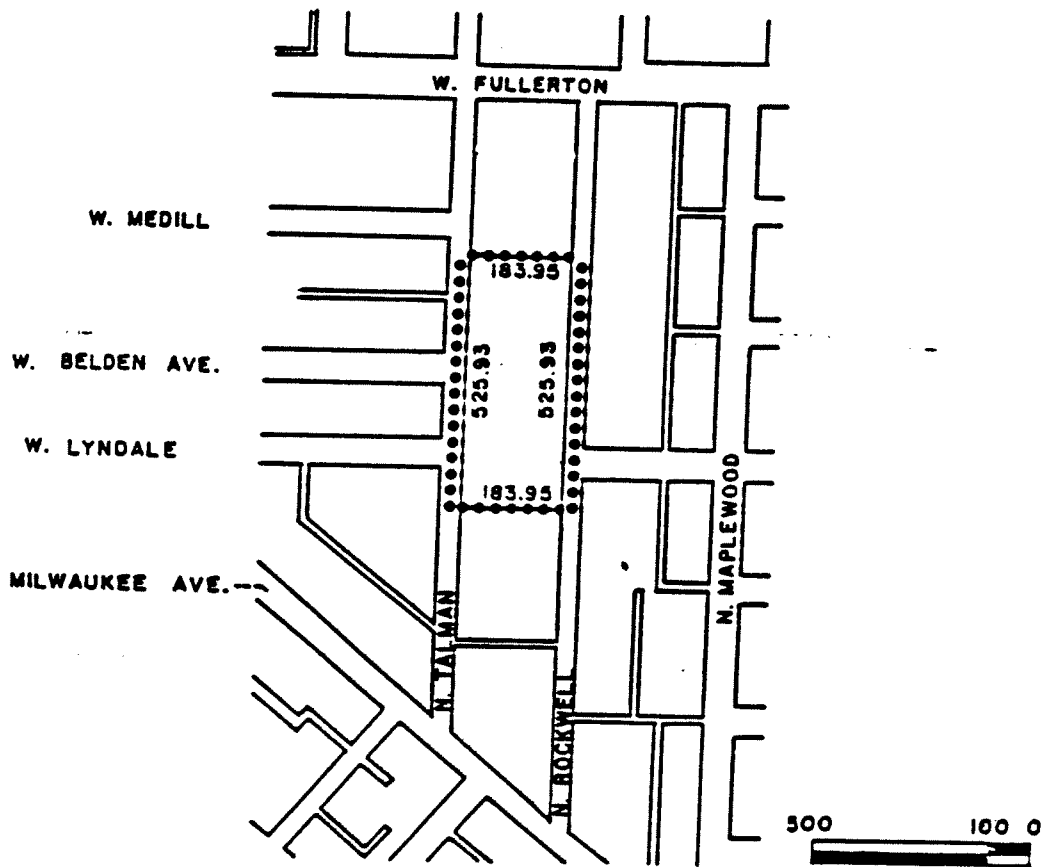 W. FULLERTON
W. MEDILL
183.95
W. BELDEN AVE.
525.93
525.93
W. LYNDALE
183.95
N. MAPLEWOOD
MILWAUKEE AVE.
N. TALMAN
N. ROCKWELL
500 100 0